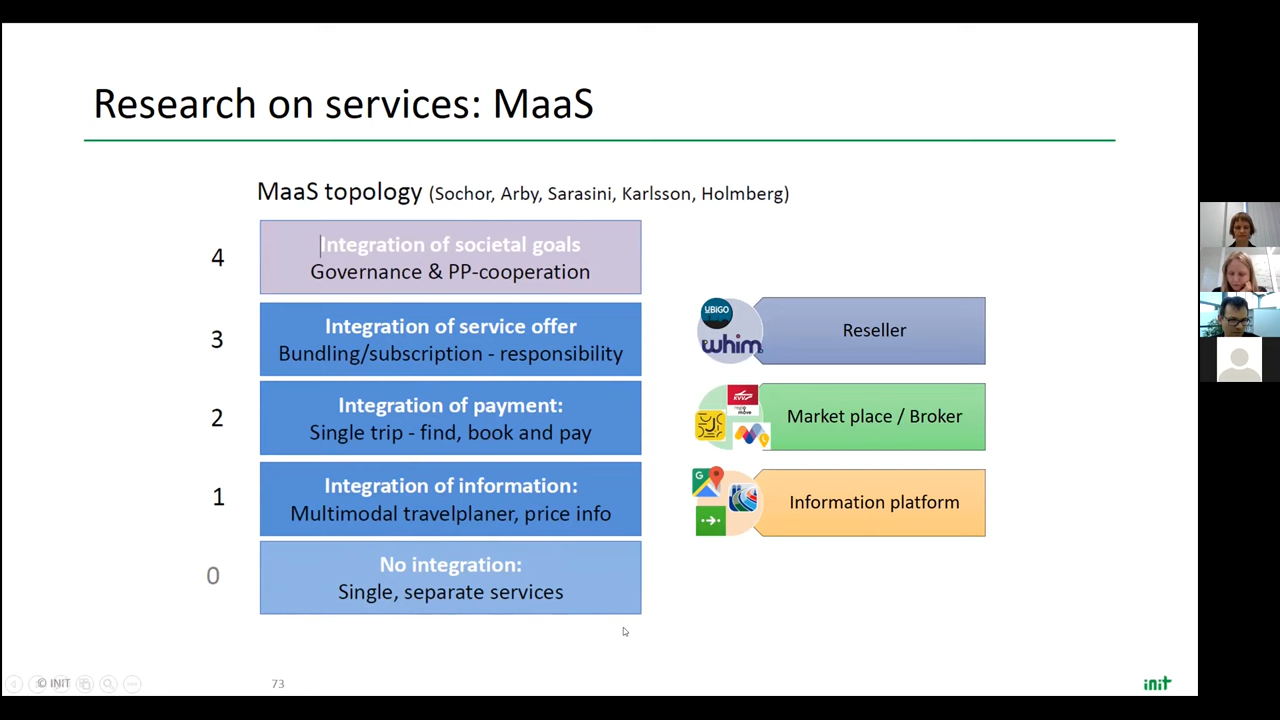 Research on services: MaaS
MaaS topology (Sochor, Arby, Sarasini, Karlsson, Holmberg)
4
Integration of societal goals
Governance & PP-cooperation
3
Integration of service offer
Bundling/subscription - responsibility
2
Integration of payment:
Single trip - find, book and pay
1
Integration of information:
Multimodal travelplaner, price info
0
No integration:
Single, separate services
UBIGO
whim
Reseller
KVV
move
Market place / Broker
G
Information platform
© INIT
73
init